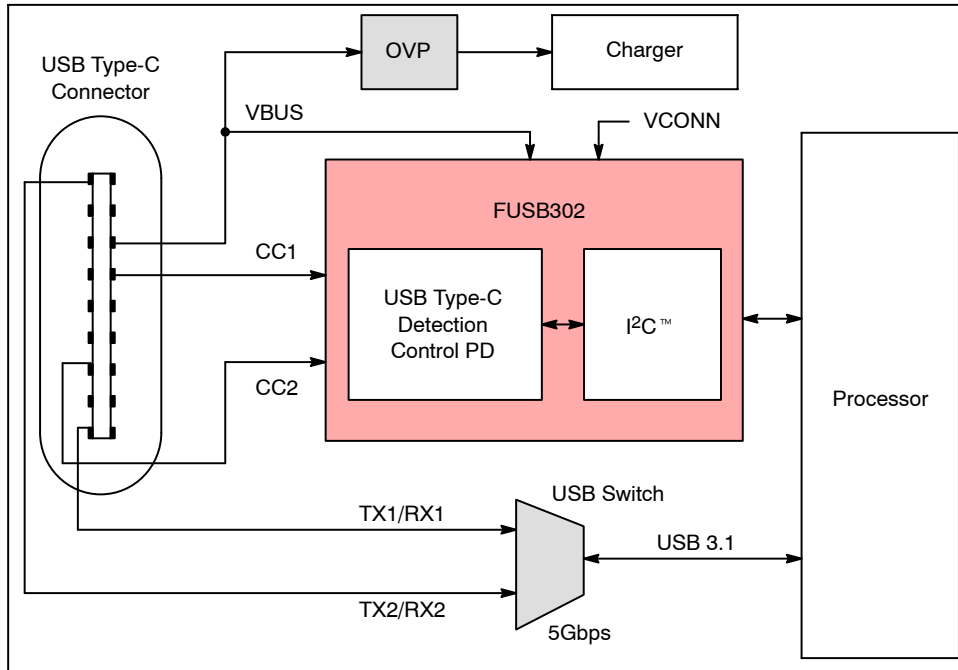 OVP
Charger
USB Type-C
Connector
VBUS
VCONN
FUSB302
CC1
USB Type-C
Detection
Control PD
I²C™
CC2
Processor
USB Switch
TX1/RX1
USB 3.1
TX2/RX2
5Gbps